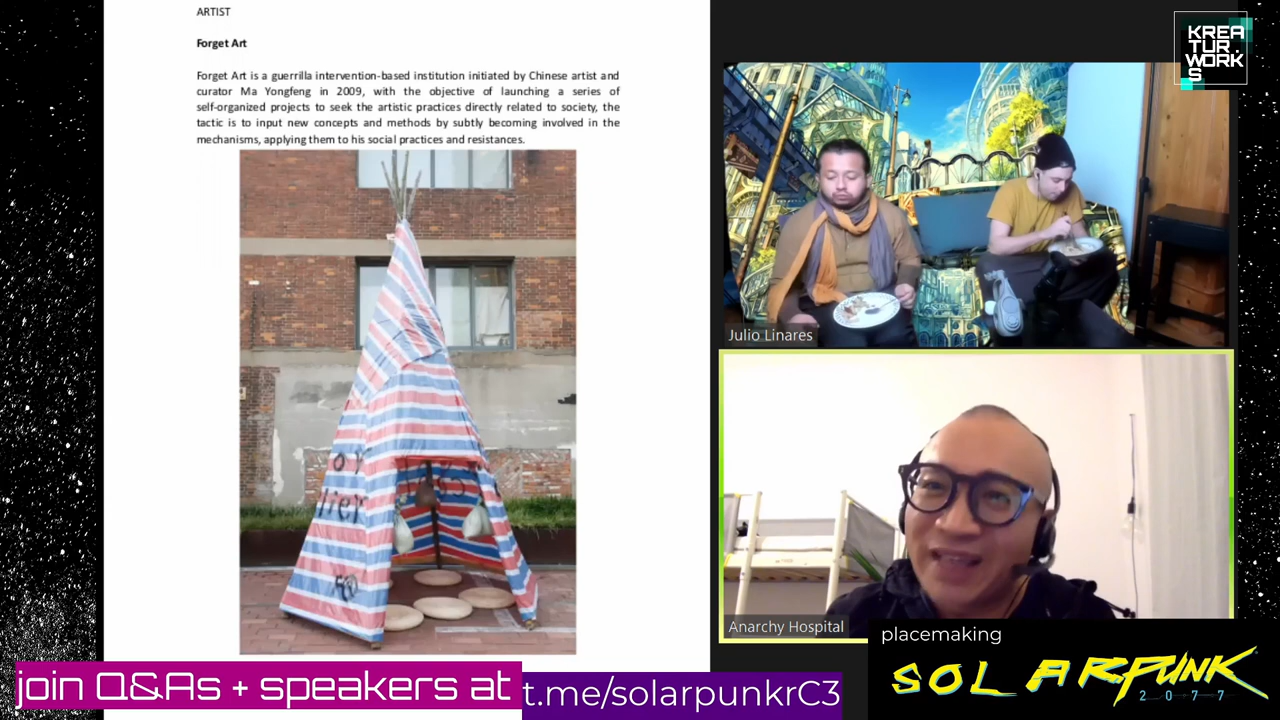 ARTIST
Forget Art
Forget Art is a guerrilla intervention-based institution initiated by Chinese artist and
curator Ma Yongfeng in 2009, with the objective of launching a series of
self-organized projects to seek the artistic practices directly related to society, the
tactic is to input new concepts and methods by subtly becoming involved in the
mechanisms, applying them to his social practices and resistances.
KREA
TUR.
WORK
S
Julio Linares
Anarchy Hospital
placemaking
SOLARPUNK
2077
join Q&As + speakers at
t.me/solarpunkrC3